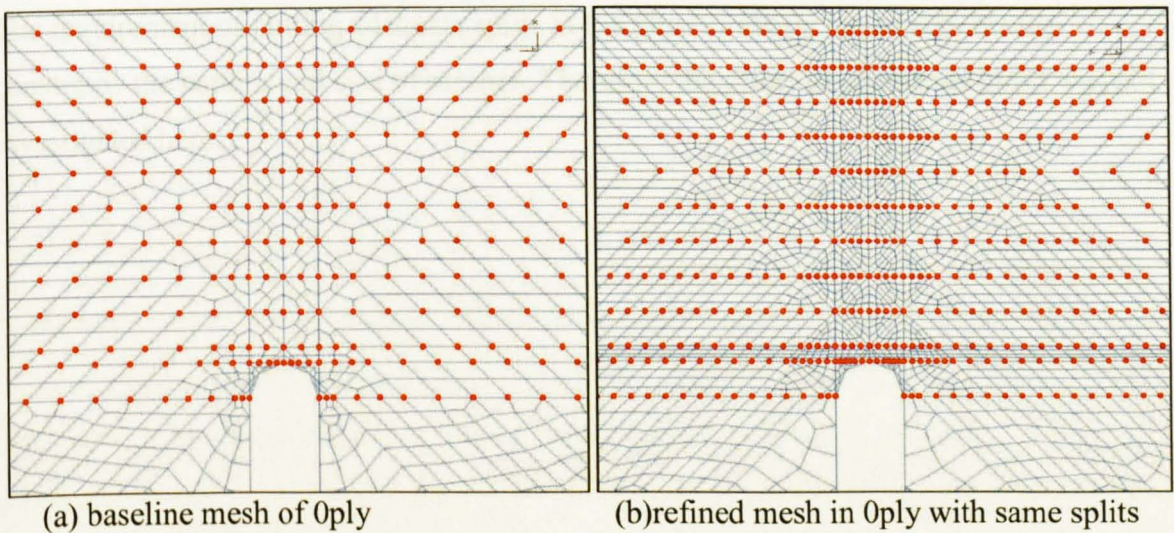 (a) baseline mesh of 0ply
(b)refined mesh in 0ply with same splits